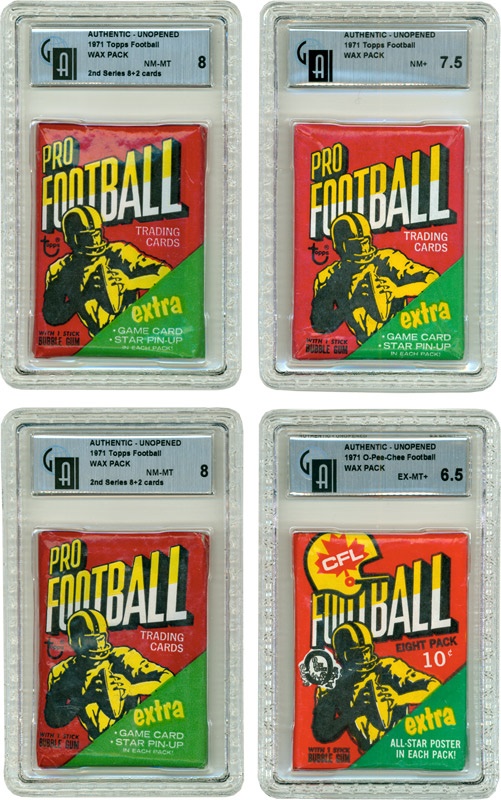 AUTHENTIC - UNOPENED
1971 Topps Football
WAX PACK
NM-MT
8
2nd Series 8+2 cards
GAI
PRO
FOOTBALL
TRADING
CARDS
Topps
extra
WITH 1 STICK
BUBBLE GUM
• GAME CARD
• STAR PIN-UP
IN EACH PACK!
AUTHENTIC - UNOPENED
1971 Topps Football
WAX PACK
NM+
7.5
GAI
PRO
FOOTBALL
TRADING
CARDS
Topps
extra
WITH 1 STICK
BUBBLE GUM
• GAME CARD
• STAR PIN-UP
IN EACH PACK!
AUTHENTIC - UNOPENED
1971 Topps Football
WAX PACK
NM-MT
8
2nd Series 8+2 cards
GAI
PRO
FOOTBALL
TRADING
CARDS
extra
WITH 1 STICK
BUBBLE GUM
• GAME CARD
• STAR PIN-UP
IN EACH PACK!
AUTHENTIC - UNOPENED
1971 O-Pee-Chee Football
WAX PACK
EX-MT+
6.5
GAI
CFL
FOOTBALL
EIGHT PACK
10¢
extra
WITH 1 STICK
BUBBLE GUM
ALL-STAR POSTER
IN EACH PACK!